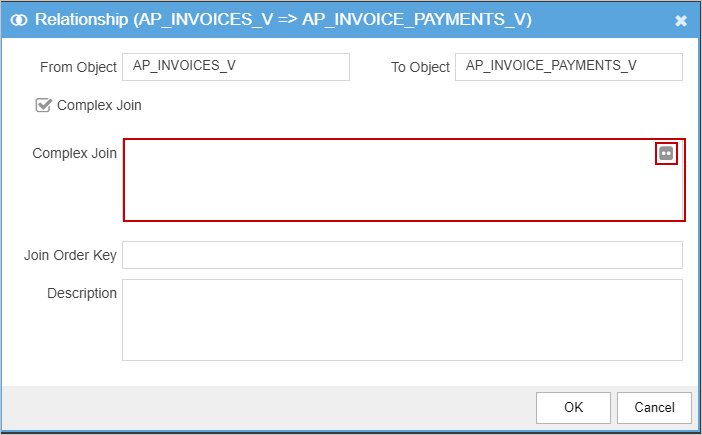 Relationship (AP_INVOICES_V => AP_INVOICE_PAYMENTS_V)
From Object AP_INVOICES_V To Object AP_INVOICE_PAYMENTS_V
Complex Join
Complex Join
Join Order Key
Description
OK Cancel